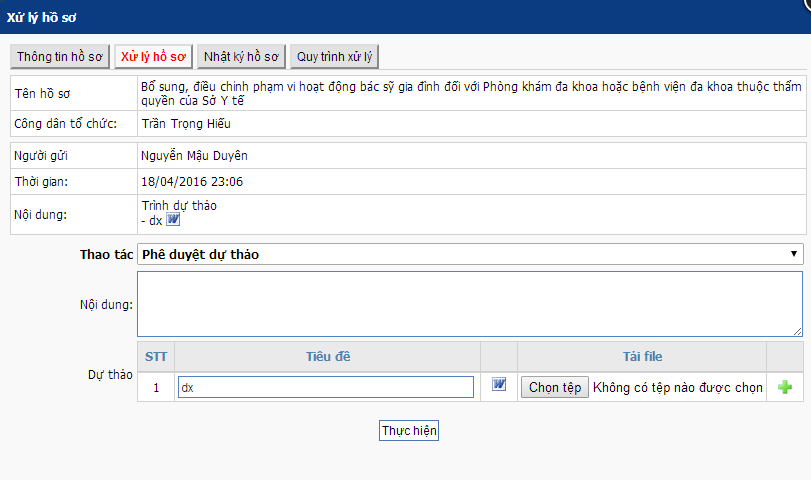 Xử lý hồ sơ
Thông tin hồ sơ Xử lý hồ sơ Nhật ký hồ sơ Quy trình xử lý
Tên hồ sơ
Bổ sung, điều chỉnh phạm vi hoạt động bác sỹ gia đình đối với Phòng khám đa khoa hoặc bệnh viện đa khoa thuộc thẩm
quyền của Sở Y tế
Công dân tổ chức: Trần Trọng Hiếu
Người gửi Nguyễn Mậu Duyên
Thời gian: 18/04/2016 23:06
Nội dung:
Trình dự thảo
- dx W
Thao tác Phê duyệt dự thảo
Nội dung:
Dự thảo
STT Tiêu đề Tải file
1 dx W Chọn tệp Không có tệp nào được chọn
Thực hiện